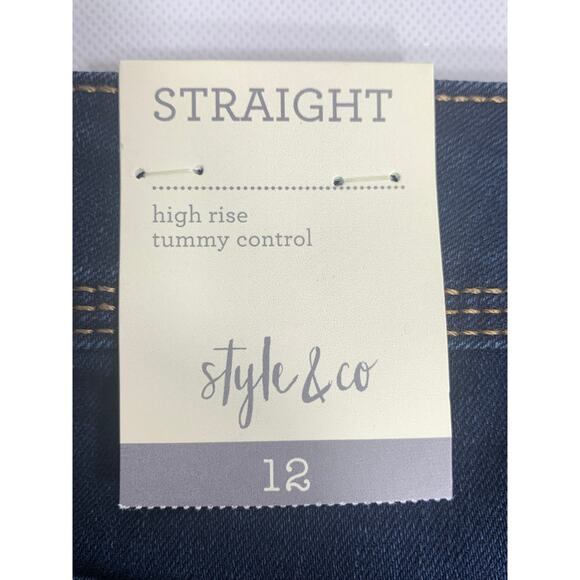 STRAIGHT
high rise
tummy control
style & co
12